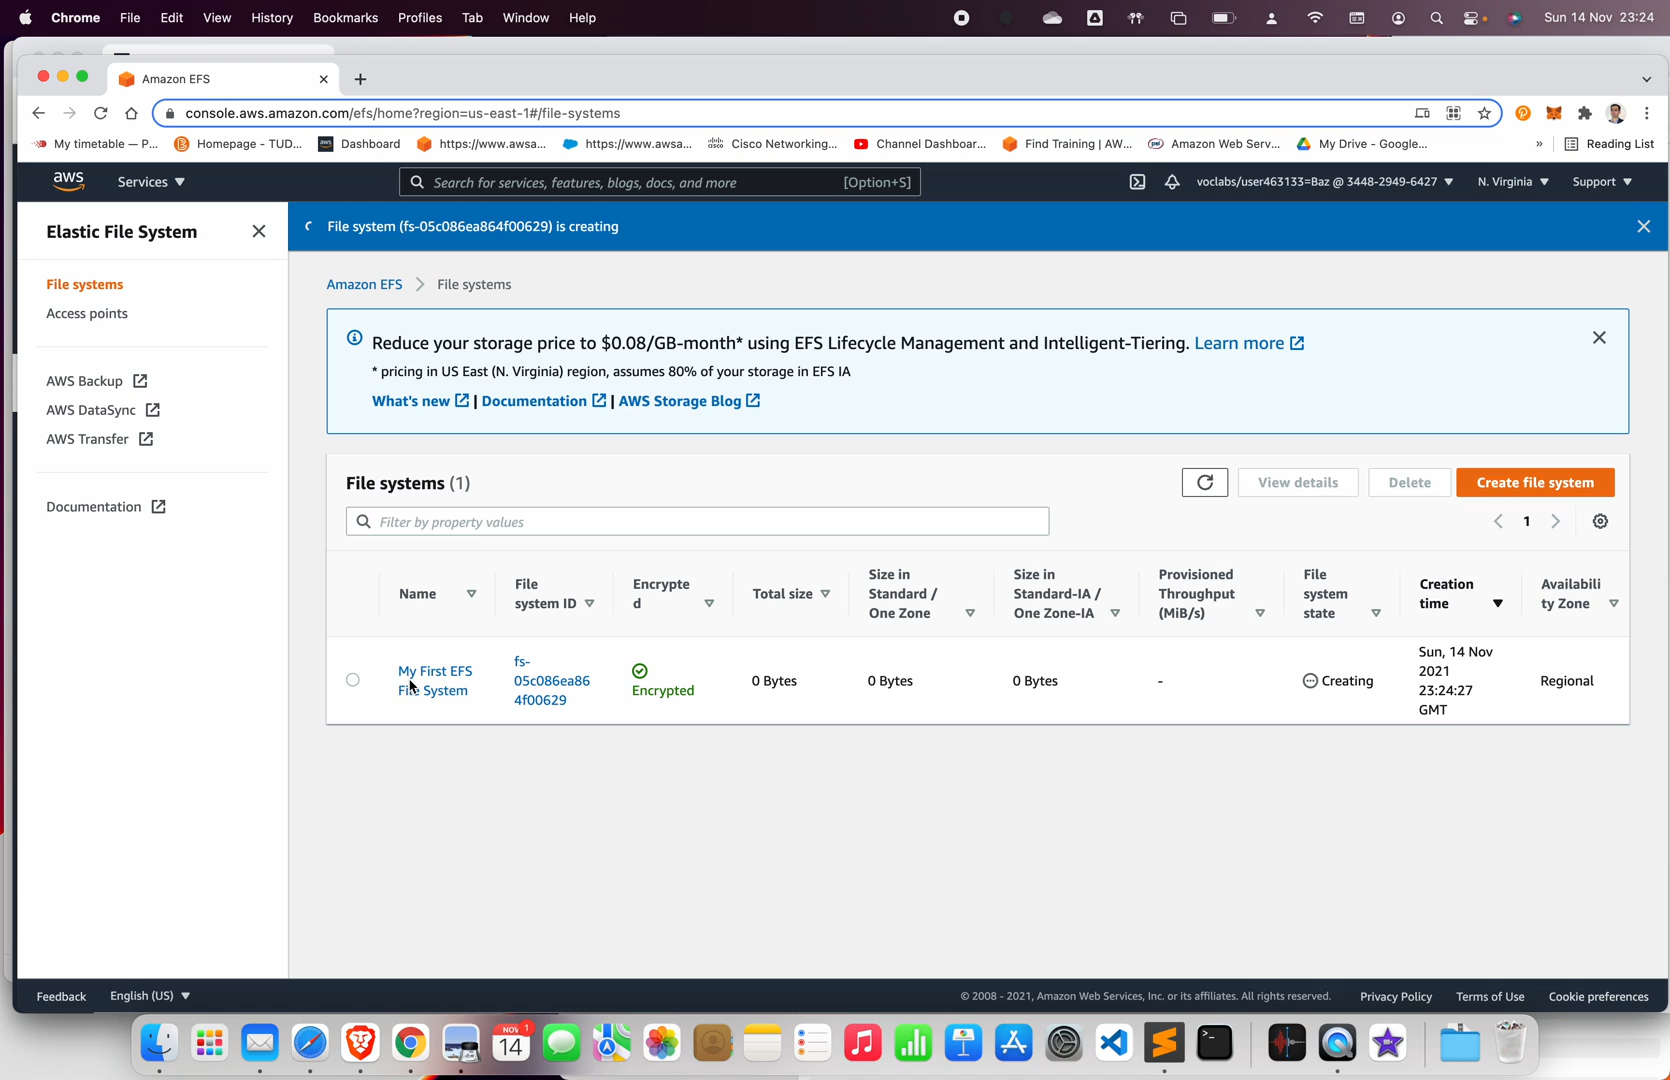 Chrome File Edit View History Bookmarks Profiles Tab Window Help Sun 14 Nov 23:24
Amazon EFS
console.aws.amazon.com/efs/home?region=us-east-1#/file-systems
My timetable — P... Homepage - TUD... aws Dashboard https://www.awsa... https://www.awsa... Cisco Networking... Channel Dashboar... Find Training | AW... Amazon Web Serv... My Drive - Google... » Reading List
aws Services Search for services, features, blogs, docs, and more [Option+S] voclabs/user463133=Baz @ 3448-2949-6427 N. Virginia Support
Elastic File System
File system (fs-05c086ea864f00629) is creating
File systems
Access points
AWS Backup
AWS DataSync
AWS Transfer
Documentation
Amazon EFS File systems
Reduce your storage price to $0.08/GB-month* using EFS Lifecycle Management and Intelligent-Tiering. Learn more
* pricing in US East (N. Virginia) region, assumes 80% of your storage in EFS IA
What's new | Documentation | AWS Storage Blog
File systems (1)
View details Delete Create file system
Filter by property values
1
Name
File
system ID
Encrypte
d
Total size
Size in
Standard /
One Zone
Size in
Standard-IA /
One Zone-IA
Provisioned
Throughput
(MiB/s)
File
system
state
Creation
time
Availabili
ty Zone
My First EFS
File System
fs-
05c086ea86
4f00629
Encrypted
0 Bytes
0 Bytes
0 Bytes
-
Creating
Sun, 14 Nov
2021
23:24:27
GMT
Regional
Feedback English (US) © 2008 - 2021, Amazon Web Services, Inc. or its affiliates. All rights reserved. Privacy Policy Terms of Use Cookie preferences
NOV 1
14